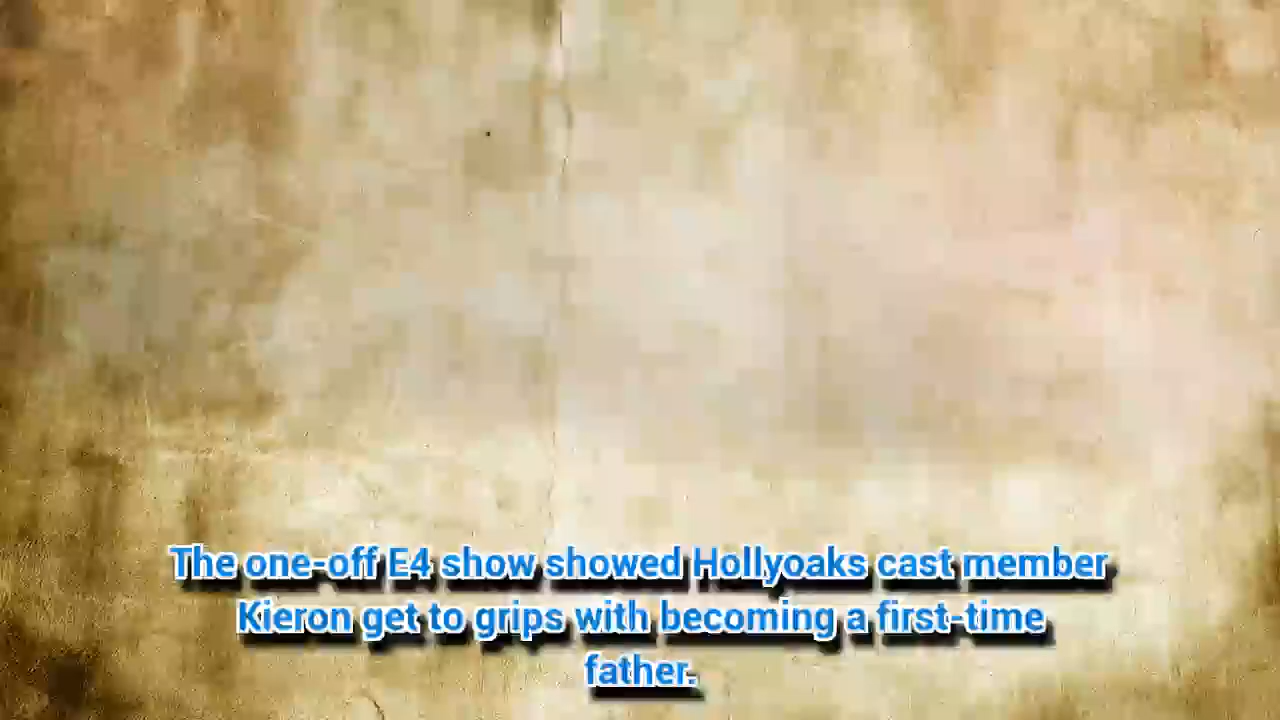 The one-off E4 show showed Hollyoaks cast member
Kieron get to grips with becoming a first-time
father.